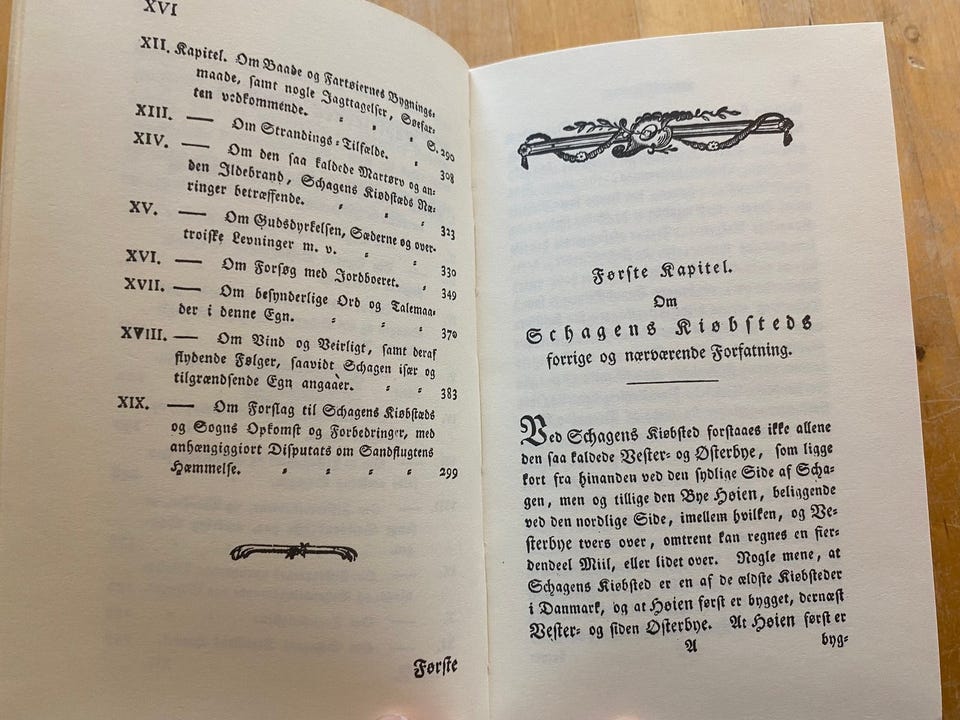 XVI
XII. Kapitel. Om Baade og Fartøiernes Bygnings-
maade, samt nogle Jagttagelser, Søefar-
ten vedkommende. S. 290
XIII. — Om Strandings-Tilfælde. 308
XIV. — Om den saa kaldede Martørv og an-
den Ildebrand, Schagens Kiøbstæds Næ-
ringer betræffende. 323
XV. — Om Gudsdyrkelsen, Sæderne og over-
troiske Levninger m. v. 330
XVI. — Om Forsøg med Jordboeret. 349
XVII. — Om besynderlige Ord og Talemaa-
der i denne Egn. 370
XVIII. — Om Vind og Veirligt, samt deraf
flydende Følger, saavidt Schagen især og
tilgrændsende Egn angaàer. 383
XIX. — Om Forslag til Schagens Kiøbstæds
og Sogns Opkomst og Forbedringer, med
anhængiggiort Disputats om Sandflugtens
Hæmmelse. 299
Første
Første Kapitel.
Om
Schagens Kiøbsteds
forrige og nærværende Forfatning.
Ved Schagens Kiøbsted forstaaes ikke allene
den saa kaldede Vester- og Østerbye, som ligge
kort fra hinanden ved den sydlige Side af Scha-
gen, men og tillige den Bye Høien, beliggende
ved den nordlige Side, imellem hvilken, og Ve-
sterbye tvers over, omtrent kan regnes en fier-
dendeel Miil, eller lidet over. Nogle mene, at
Schagens Kiøbsted er en af de ældste Kiøbsteder
i Danmark, og at Høien først er bygget, dernæst
Vester- og siden Østerbye. At Høien først er
A byg-